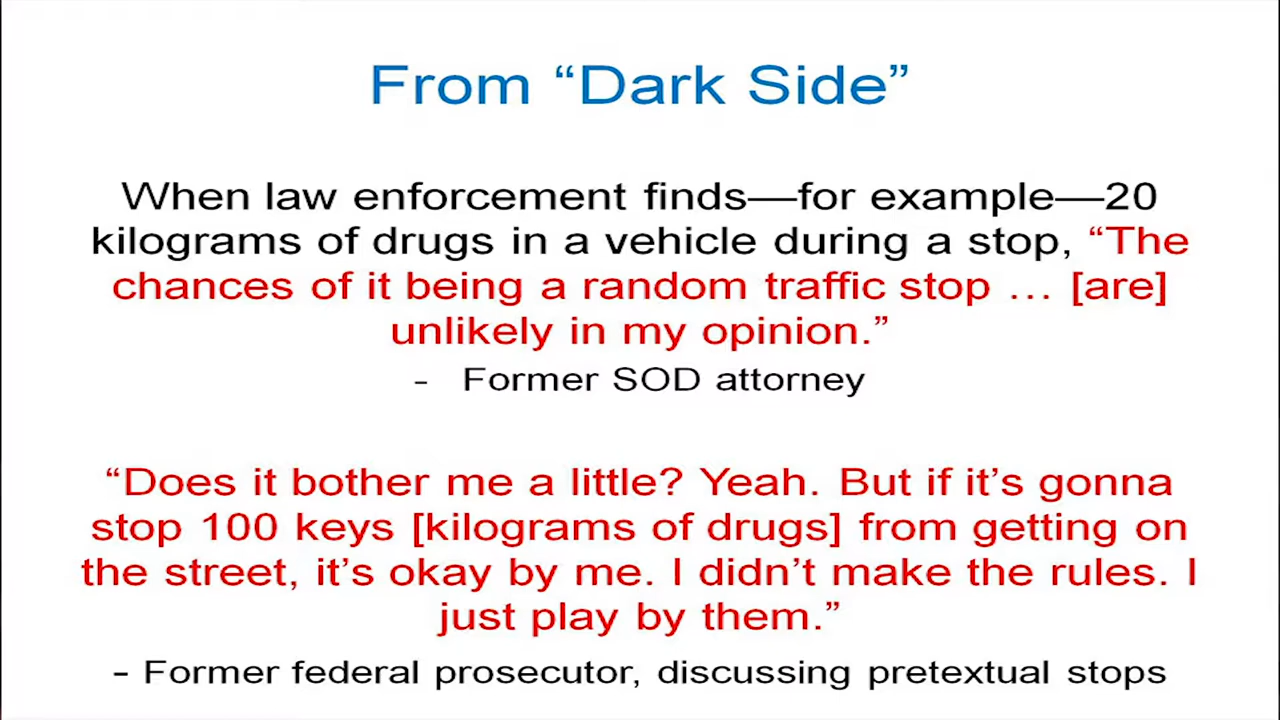 From “Dark Side”
When law enforcement finds—for example—20
kilograms of drugs in a vehicle during a stop, “The
chances of it being a random traffic stop … [are]
unlikely in my opinion.”
- Former SOD attorney
“Does it bother me a little? Yeah. But if it’s gonna
stop 100 keys [kilograms of drugs] from getting on
the street, it’s okay by me. I didn’t make the rules. I
just play by them.”
- Former federal prosecutor, discussing pretextual stops